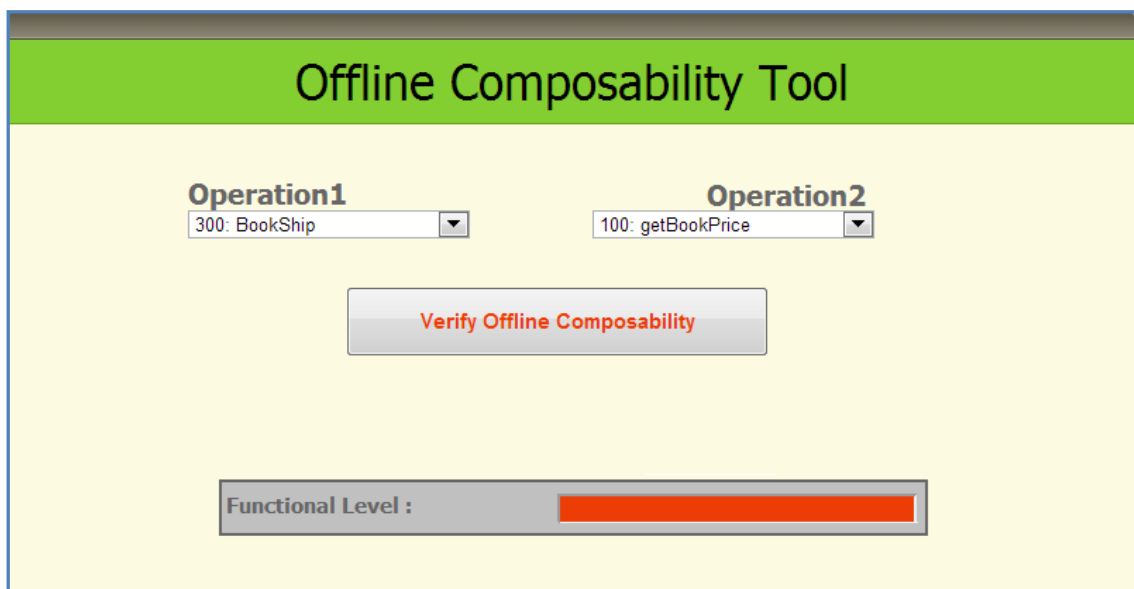 Offline Composability Tool
Operation1
Operation2
300: BookShip
100: getBookPrice
Verify Offline Composability
Functional Level :